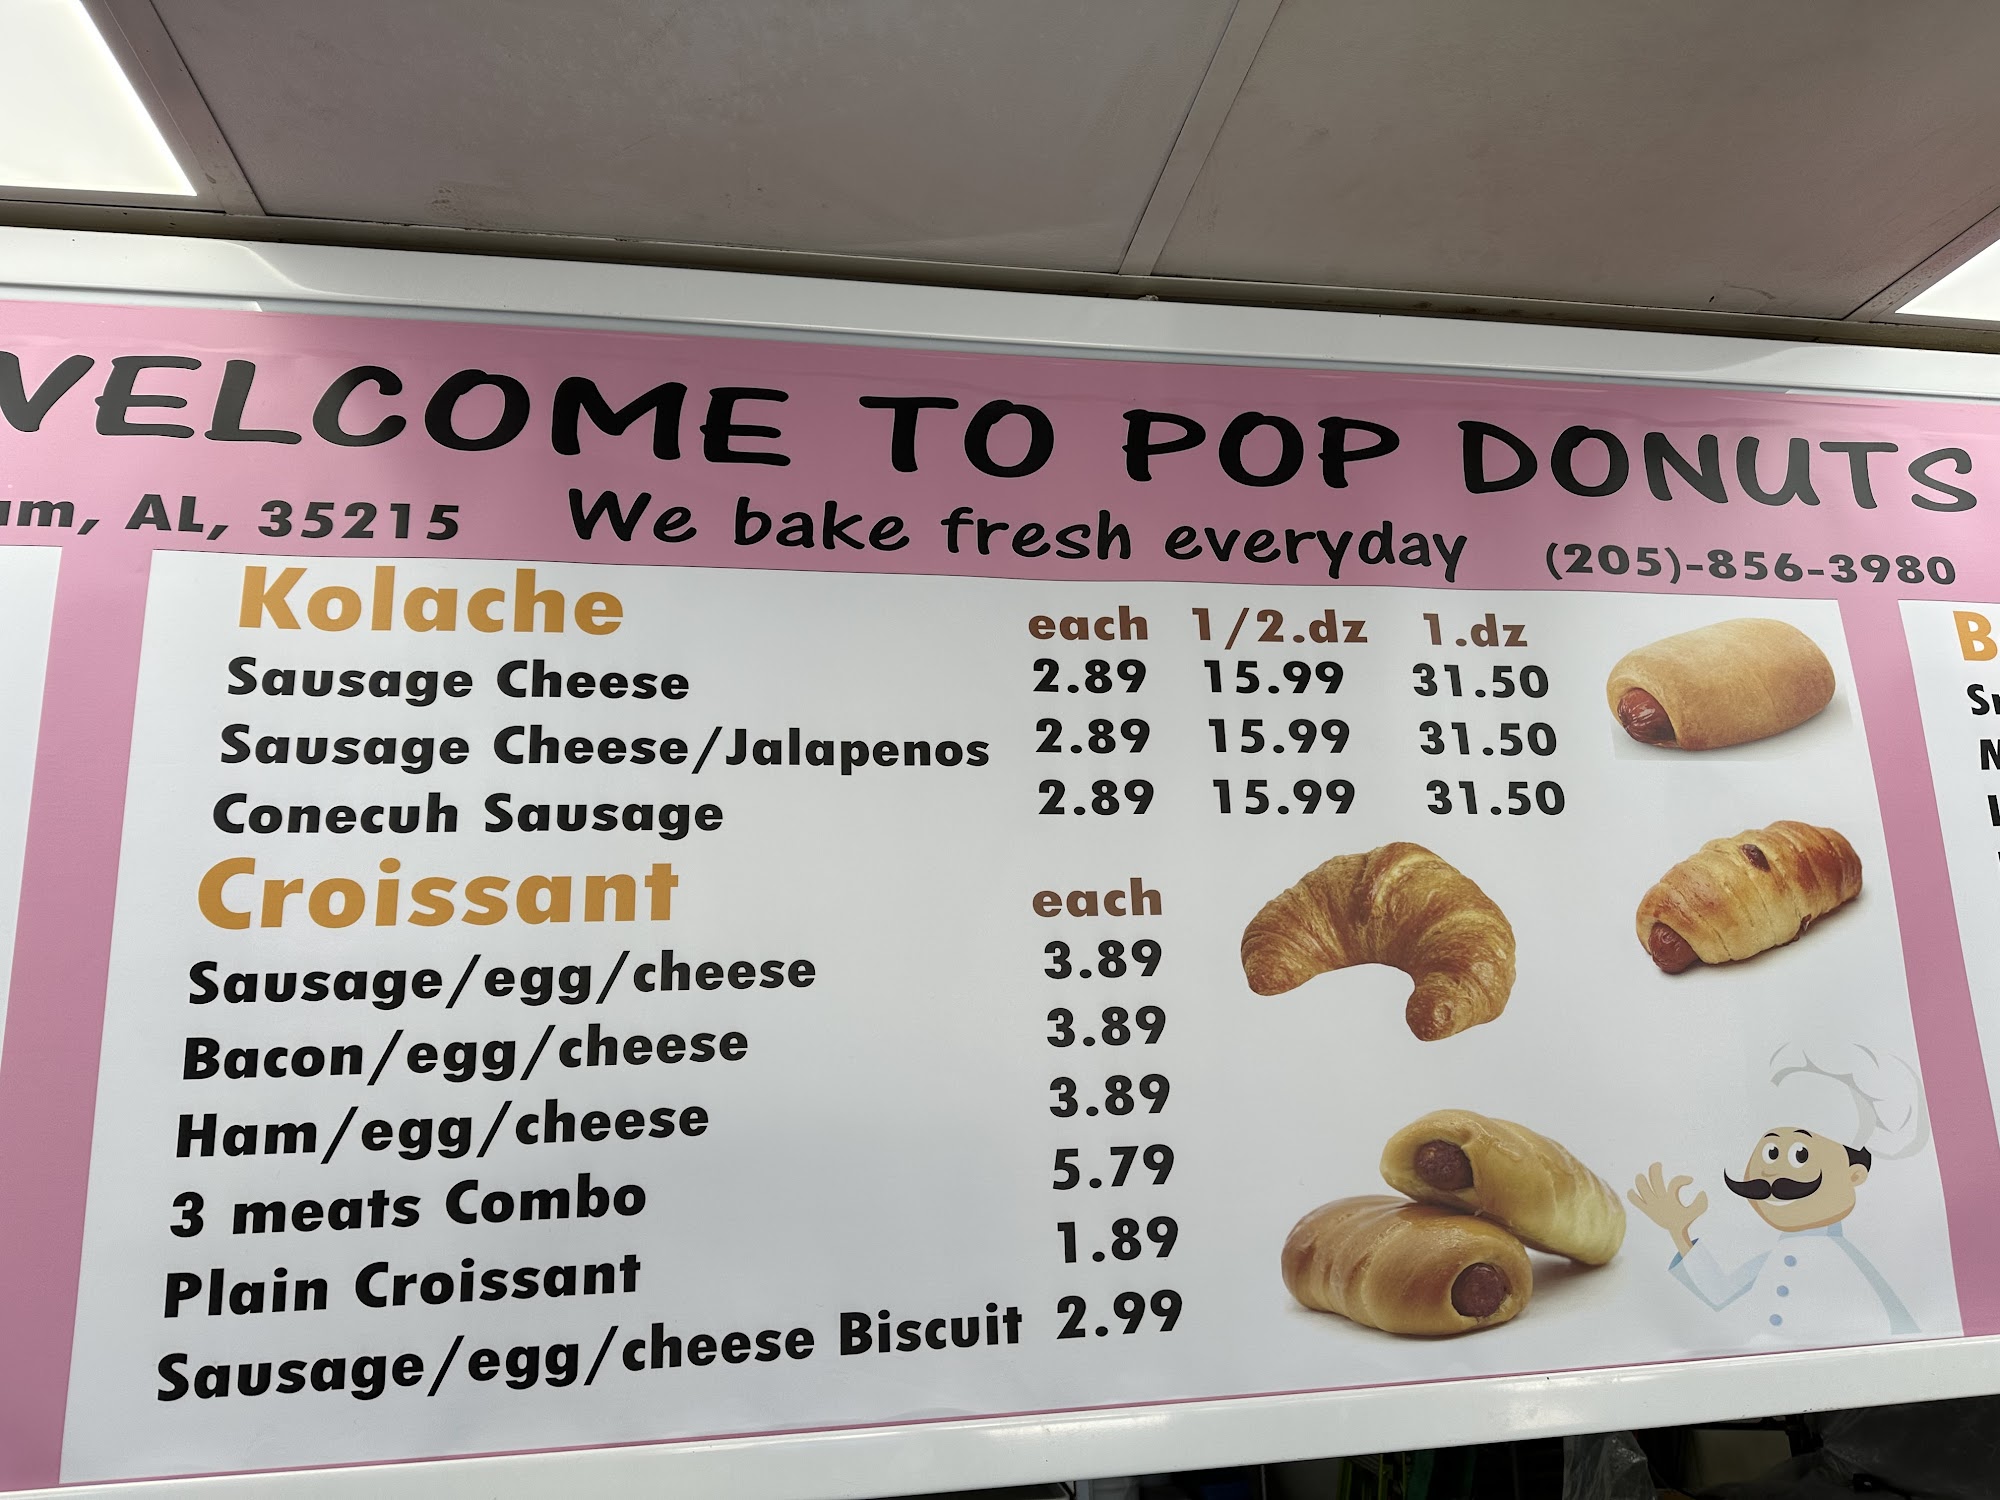 WELCOME TO POP DONUTS
AL, 35215 We bake fresh everyday (205)-856-3980
Kolache each 1/2.dz 1.dz
Sausage Cheese 2.89 15.99 31.50
Sausage Cheese/Jalapenos 2.89 15.99 31.50
Conecuh Sausage 2.89 15.99 31.50
Croissant each
Sausage/egg/cheese 3.89
Bacon/egg/cheese 3.89
Ham/egg/cheese 3.89
3 meats Combo 5.79
Plain Croissant 1.89
Sausage/egg/cheese Biscuit 2.99